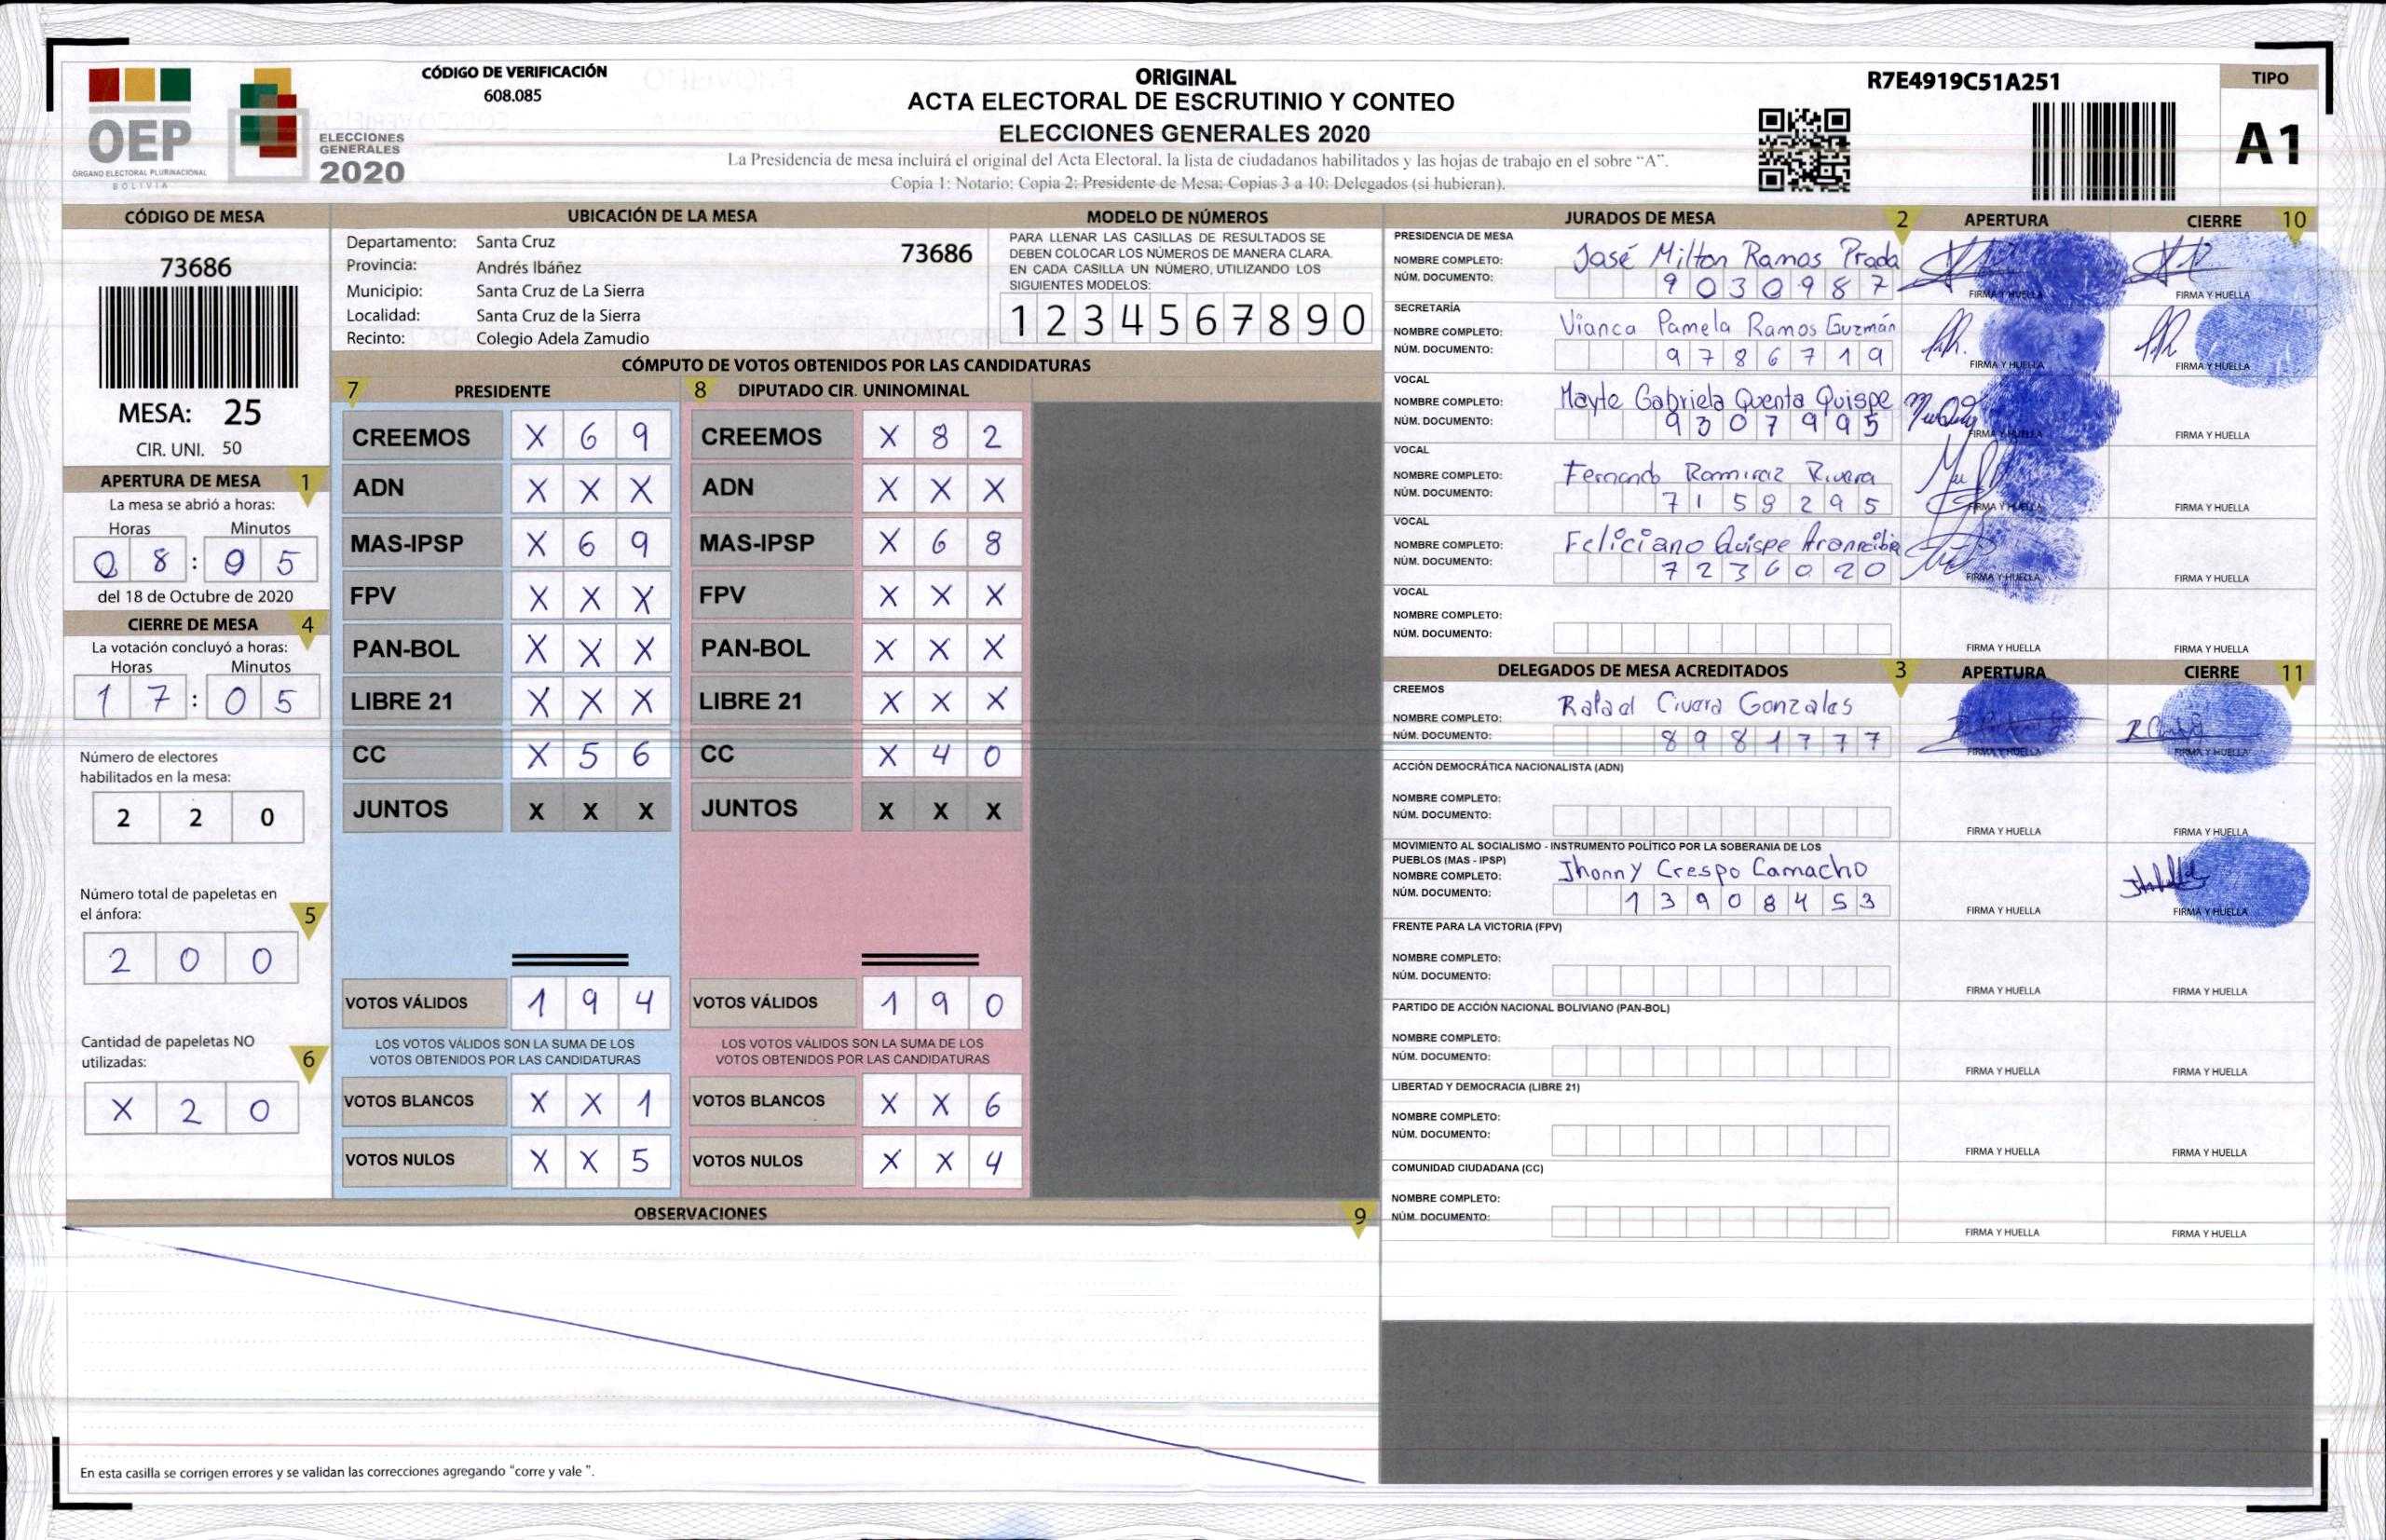 OEP
ÓRGANO ELECTORAL PLURINACIONAL
BOLIVIA
ELECCIONES
GENERALES
2020
CÓDIGO DE VERIFICACIÓN
608.085
ORIGINAL
ACTA ELECTORAL DE ESCRUTINIO Y CONTEO
ELECCIONES GENERALES 2020
La Presidencia de mesa incluirá el original del Acta Electoral, la lista de ciudadanos habilitados y las hojas de trabajo en el sobre “A”.
Copia 1: Notario; Copia 2: Presidente de Mesa; Copias 3 a 10: Delegados (si hubieran).
R7E4919C51A251
TIPO
A1
CÓDIGO DE MESA
73686
MESA: 25
CIR. UNI. 50
APERTURA DE MESA 1
La mesa se abrió a horas:
Horas Minutos
08:05
del 18 de Octubre de 2020
CIERRE DE MESA 4
La votación concluyó a horas:
Horas Minutos
17:05
Número de electores
habilitados en la mesa:
2 2 0
Número total de papeletas en
el ánfora: 5
2 0 0
Cantidad de papeletas NO
utilizadas: 6
X 2 0
UBICACIÓN DE LA MESA
Departamento: Santa Cruz 73686
Provincia: Andrés Ibáñez
Municipio: Santa Cruz de La Sierra
Localidad: Santa Cruz de la Sierra
Recinto: Colegio Adela Zamudio
MODELO DE NÚMEROS
PARA LLENAR LAS CASILLAS DE RESULTADOS SE
DEBEN COLOCAR LOS NÚMEROS DE MANERA CLARA.
EN CADA CASILLA UN NÚMERO, UTILIZANDO LOS
SIGUIENTES MODELOS:
1 2 3 4 5 6 7 8 9 0
CÓMPUTO DE VOTOS OBTENIDOS POR LAS CANDIDATURAS
7 PRESIDENTE 8 DIPUTADO CIR. UNINOMINAL
CREEMOS X 6 9 CREEMOS X 8 2
ADN X X X ADN X X X
MAS-IPSP X 6 9 MAS-IPSP X 6 8
FPV X X X FPV X X X
PAN-BOL X X X PAN-BOL X X X
LIBRE 21 X X X LIBRE 21 X X X
CC X 5 6 CC X 4 0
JUNTOS X X X JUNTOS X X X
VOTOS VÁLIDOS 1 9 4 VOTOS VÁLIDOS 1 9 0
LOS VOTOS VÁLIDOS SON LA SUMA DE LOS LOS VOTOS VÁLIDOS SON LA SUMA DE LOS
VOTOS OBTENIDOS POR LAS CANDIDATURAS VOTOS OBTENIDOS POR LAS CANDIDATURAS
VOTOS BLANCOS X X 1 VOTOS BLANCOS X X 6
VOTOS NULOS X X 5 VOTOS NULOS X X 4
OBSERVACIONES 9
En esta casilla se corrigen errores y se validan las correcciones agregando “corre y vale ”.
JURADOS DE MESA 2 APERTURA CIERRE 10
PRESIDENCIA DE MESA
NOMBRE COMPLETO: José Milton Ramos Prada
NÚM. DOCUMENTO: 9030987
FIRMA Y HUELLA FIRMA Y HUELLA
SECRETARÍA
NOMBRE COMPLETO: Vianca Pamela Ramos Guzmán
NÚM. DOCUMENTO: 9786719
FIRMA Y HUELLA FIRMA Y HUELLA
VOCAL
NOMBRE COMPLETO: Mayte Gabriela Quenta Quispe
NÚM. DOCUMENTO: 9307995
FIRMA Y HUELLA FIRMA Y HUELLA
VOCAL
NOMBRE COMPLETO: Fernando Ramirez Rivera
NÚM. DOCUMENTO: 7158295
FIRMA Y HUELLA FIRMA Y HUELLA
VOCAL
NOMBRE COMPLETO: Feliciano Quispe
NÚM. DOCUMENTO: 7236020
FIRMA Y HUELLA FIRMA Y HUELLA
VOCAL
NOMBRE COMPLETO:
NÚM. DOCUMENTO:
FIRMA Y HUELLA FIRMA Y HUELLA
DELEGADOS DE MESA ACREDITADOS 3 APERTURA CIERRE 11
CREEMOS
NOMBRE COMPLETO: Rafael Gonzales
NÚM. DOCUMENTO: 8981777
FIRMA Y HUELLA FIRMA Y HUELLA
ACCIÓN DEMOCRÁTICA NACIONALISTA (ADN)
NOMBRE COMPLETO:
NÚM. DOCUMENTO:
FIRMA Y HUELLA FIRMA Y HUELLA
MOVIMIENTO AL SOCIALISMO - INSTRUMENTO POLÍTICO POR LA SOBERANIA DE LOS
PUEBLOS (MAS - IPSP)
NOMBRE COMPLETO: Jhonny Crespo Camacho
NÚM. DOCUMENTO: 13908453
FIRMA Y HUELLA FIRMA Y HUELLA
FRENTE PARA LA VICTORIA (FPV)
NOMBRE COMPLETO:
NÚM. DOCUMENTO:
FIRMA Y HUELLA FIRMA Y HUELLA
PARTIDO DE ACCIÓN NACIONAL BOLIVIANO (PAN-BOL)
NOMBRE COMPLETO:
NÚM. DOCUMENTO:
FIRMA Y HUELLA FIRMA Y HUELLA
LIBERTAD Y DEMOCRACIA (LIBRE 21)
NOMBRE COMPLETO:
NÚM. DOCUMENTO:
FIRMA Y HUELLA FIRMA Y HUELLA
COMUNIDAD CIUDADANA (CC)
NOMBRE COMPLETO:
NÚM. DOCUMENTO:
FIRMA Y HUELLA FIRMA Y HUELLA